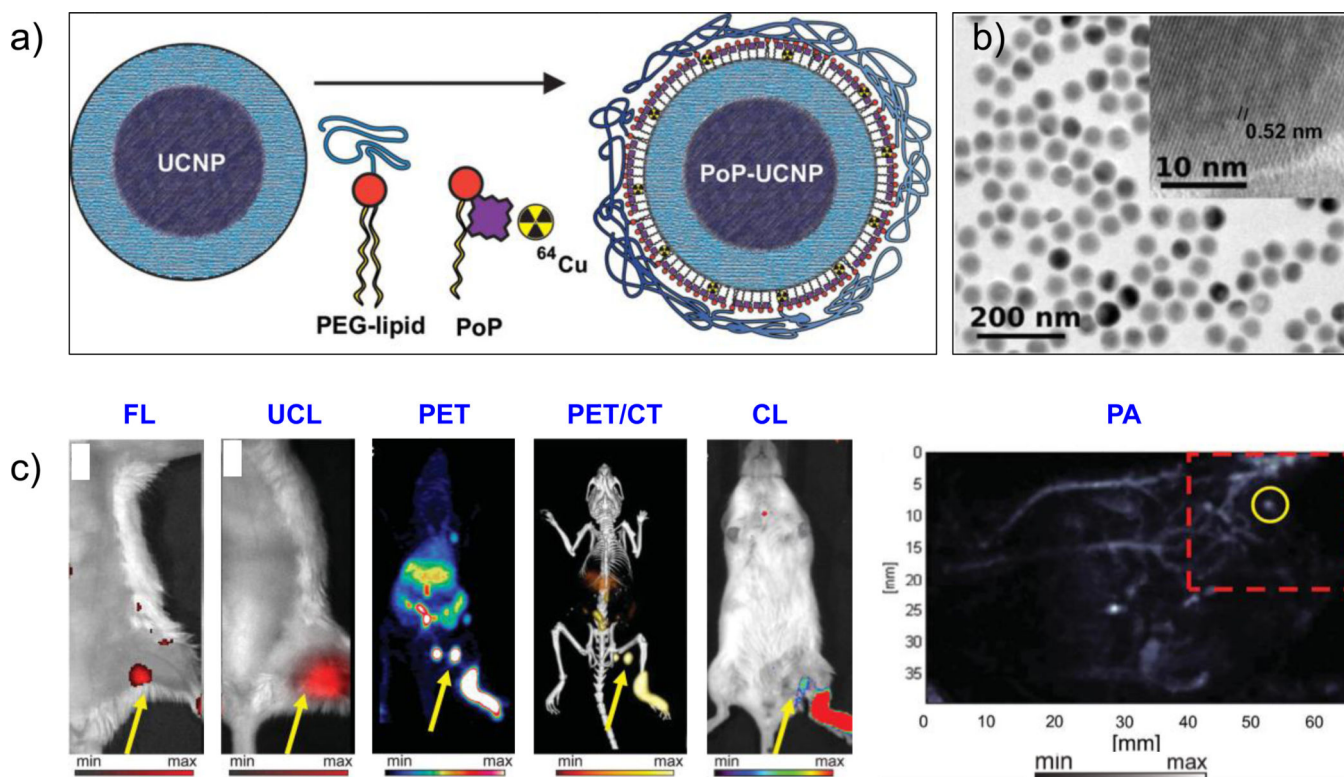 a)
UCNP
PEG-lipid
PoP
64Cu
PoP-UCNP
b)
0.52 nm
10 nm
200 nm
c)
FL
UCL
PET
PET/CT
CL
PA
min max
min max
min max
min max
min max
0
5
10
15
20
25
30
35
[mm]
0 10 20 30 40 50 60
[mm]
min max